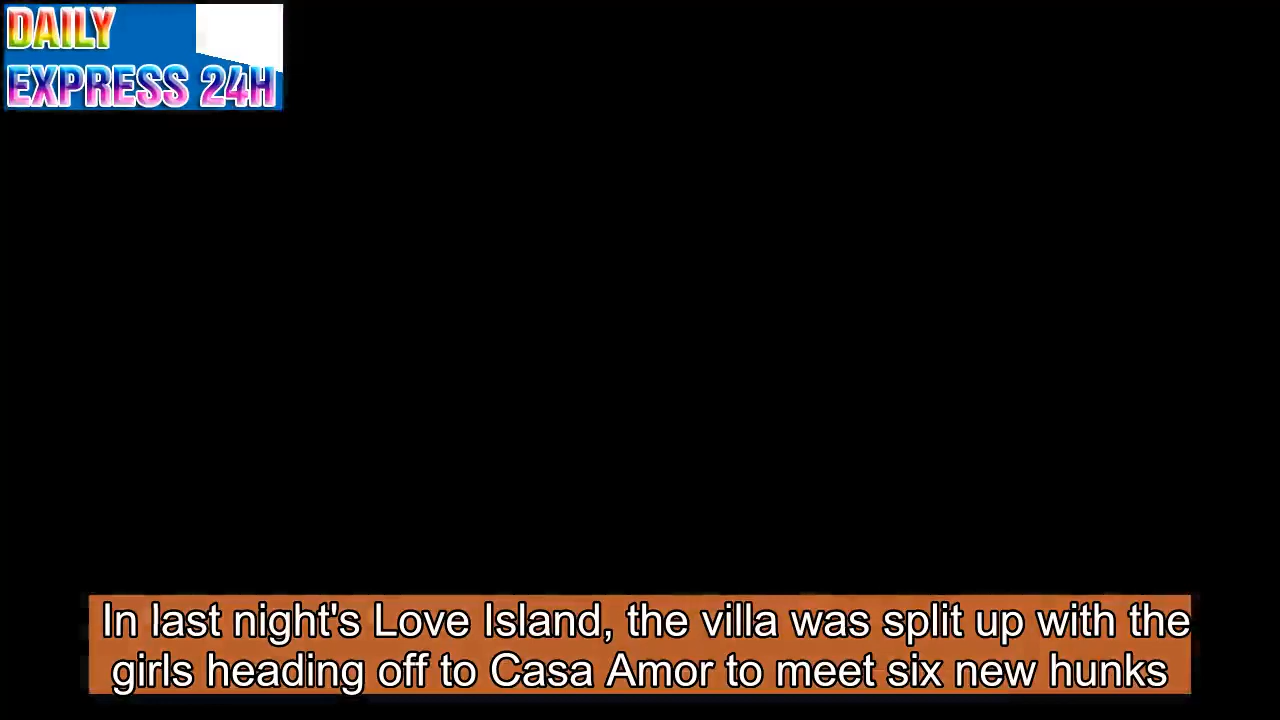 DAILY
EXPRESS 24H
In last night's Love Island, the villa was split up with the
girls heading off to Casa Amor to meet six new hunks